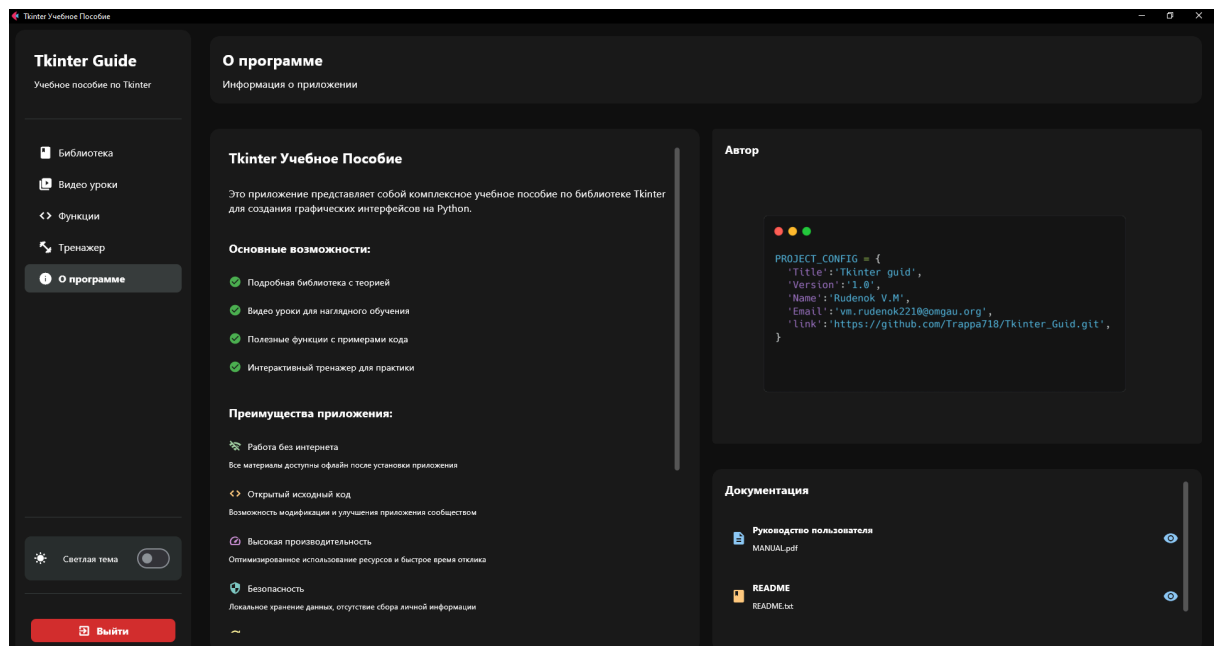 Tkinter Учебное Пособие
Tkinter Guide
Учебное пособие по Tkinter
Библиотека
Видео уроки
Функции
Тренажер
О программе
Светлая тема
Выйти
О программе
Информация о приложении
Tkinter Учебное Пособие
Это приложение представляет собой комплексное учебное пособие по библиотеке Tkinter
для создания графических интерфейсов на Python.
Основные возможности:
Подробная библиотека с теорией
Видео уроки для наглядного обучения
Полезные функции с примерами кода
Интерактивный тренажер для практики
Преимущества приложения:
Работа без интернета
Все материалы доступны офлайн после установки приложения
Открытый исходный код
Возможность модификации и улучшения приложения сообществом
Высокая производительность
Оптимизированное использование ресурсов и быстрое время отклика
Безопасность
Локальное хранение данных, отсутствие сбора личной информации
Автор
PROJECT_CONFIG = {
'Title':'Tkinter guid',
'Version':'1.0',
'Name':'Rudenok V.M',
'Email':'vm.rudenok2210@omgau.org',
'link':'https://github.com/Trappa718/Tkinter_Guid.git',
}
Документация
Руководство пользователя
MANUAL.pdf
README
README.txt